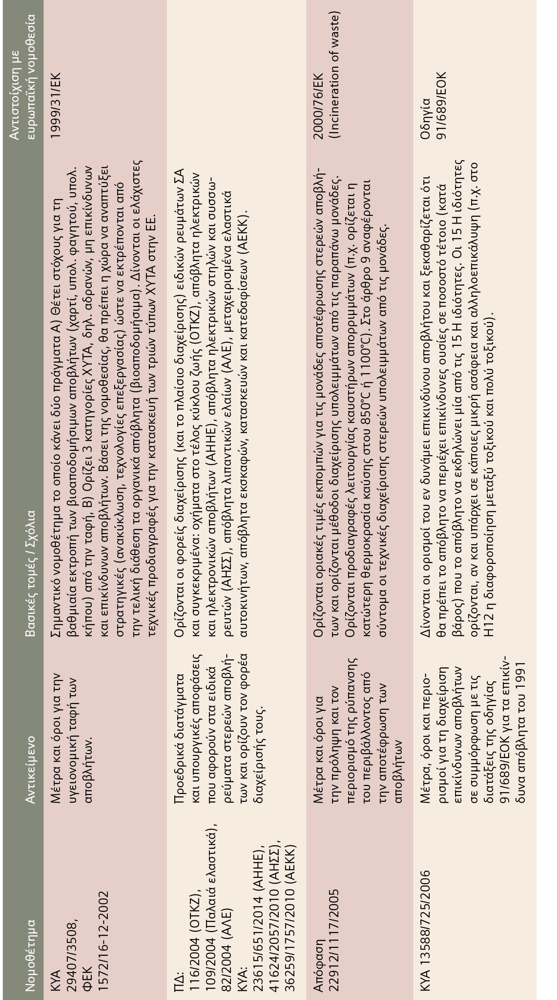 Νομοθέτημα
Αντικείμενο
Βασικές τομές / Σχόλια
Αντιστοίχιση με
ευρωπαϊκή νομοθεσία
ΚΥΑ
29407/3508,
ΦΕΚ
1572/16-12-2002
Μέτρα και όροι για την
υγειονομική ταφή των
αποβλήτων.
Σημαντικό νομοθέτημα το οποίο κάνει δύο πράγματα Α) Θέτει στόχους για τη
βαθμιαία εκτροπή των βιοαποδομήσιμων αποβλήτων (χαρτί, υπολ. φαγητού, υπολ.
κήπου) από την ταφή, Β) Ορίζει 3 κατηγορίες ΧΥΤΑ, δηλ. αδρανών, μη επικίνδυνων
και επικίνδυνων αποβλήτων. Βάσει της νομοθεσίας, θα πρέπει η χώρα να αναπτύξει
στρατηγικές (ανακύκλωση, τεχνολογίες επεξεργασίας) ώστε να εκτρέπονται από
την τελική διάθεση τα οργανικά απόβλητα (βιοαποδομήσιμα). Δίνονται οι ελάχιστες
τεχνικές προδιαγραφές για την κατασκευή των τριών τύπων ΧΥΤΑ στην ΕΕ.
1999/31/ΕΚ
ΠΔ:
116/2004 (ΟΤΚΖ),
109/2004 (Παλαιά ελαστικά),
82/2004 (ΑΛΕ)
ΚΥΑ:
23615/651/2014 (ΑΗΗΕ),
41624/2057/2010 (ΑΗΣΣ),
36259/1757/2010 (ΑΕΚΚ)
Προεδρικά διατάγματα
και υπουργικές αποφάσεις
που αφορούν στα ειδικά
ρεύματα στερεών αποβλή-
των και ορίζουν τον φορέα
διαχείρισής τους.
Ορίζονται οι φορείς διαχείρισης (και το πλαίσιο διαχείρισης) ειδικών ρευμάτων ΣΑ
και συγκεκριμένα: οχήματα στο τέλος κύκλου ζωής (ΟΤΚΖ), απόβλητα ηλεκτρικών
και ηλεκτρονικών αποβλήτων (ΑΗΗΕ), απόβλητα ηλεκτρικών στηλών και συσσω-
ρευτών (ΑΗΣΣ), απόβλητα λιπαντικών ελαίων (ΑΛΕ), μεταχειρισμένα ελαστικά
αυτοκινήτων, απόβλητα εκσκαφών, κατασκευών και κατεδαφίσεων (ΑΕΚΚ).
Απόφαση
22912/1117/2005
Μέτρα και όροι για
την πρόληψη και τον
περιορισμό της ρύπανσης
του περιβάλλοντος από
την αποτέφρωση των
αποβλήτων
Ορίζονται οριακές τιμές εκπομπών για τις μονάδες αποτέφρωσης στερεών αποβλή-
των και ορίζονται μέθοδοι διαχείρισης υπολειμμάτων από τις παραπάνω μονάδες.
Ορίζονται προδιαγραφές λειτουργίας καυστήρων απορριμμάτων (π.χ. ορίζεται η
κατώτερη θερμοκρασία καύσης στου 850°C ή 1100°C). Στο άρθρο 9 αναφέρονται
σύντομα οι τεχνικές διαχείρισης στερεών υπολειμμάτων από τις μονάδες.
2000/76/ΕΚ
(Incineration of waste)
ΚΥΑ 13588/725/2006
Μέτρα, όροι και περιο-
ρισμοί για τη διαχείριση
επικίνδυνων αποβλήτων
σε συμμόρφωση με τις
διατάξεις της οδηγίας
91/689/ΕΟΚ για τα επικίν-
δυνα απόβλητα του 1991
Δίνονται οι ορισμοί του εν δυνάμει επικινδύνου αποβλήτου και ξεκαθαρίζεται ότι
θα πρέπει το απόβλητο να περιέχει επικίνδυνες ουσίες σε ποσοστό τέτοιο (κατά
βάρος) που το απόβλητο να εκδηλώνει μία από τις 15 Η ιδιότητες. Οι 15 Η ιδιότητες
ορίζονται, αν και υπάρχει σε κάποιες μικρή ασάφεια και αλληλοεπικάλυψη (π.χ. στο
Η12 η διαφοροποίηση μεταξύ τοξικού και πολύ τοξικού).
Οδηγία
91/689/ΕΟΚ